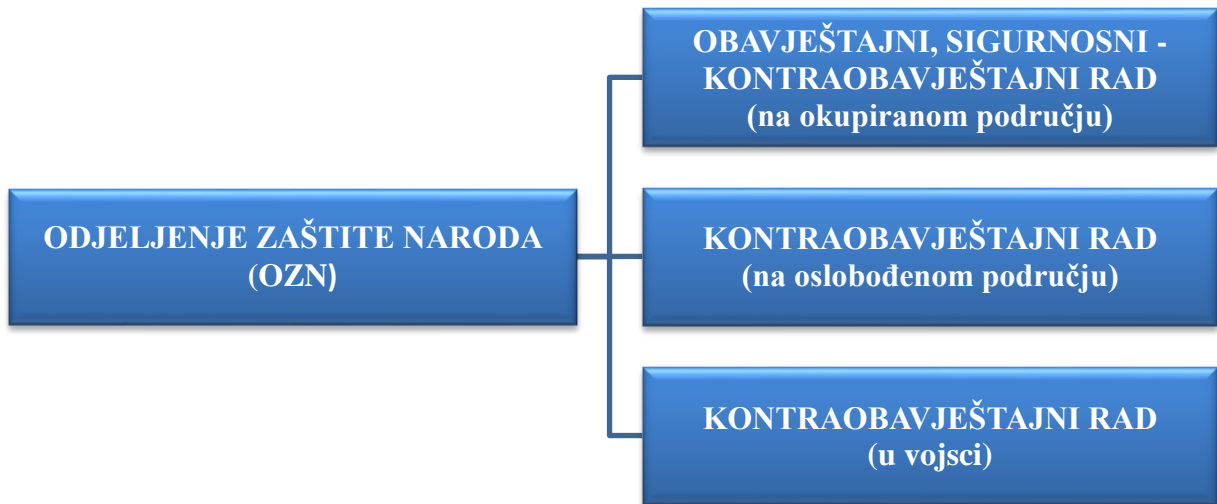 ODJELJENJE ZAŠTITE NARODA
(OZN)
OBAVJEŠTAJNI, SIGURNOSNI -
KONTRAOBAVJEŠTAJNI RAD
(na okupiranom području)
KONTRAOBAVJEŠTAJNI RAD
(na oslobođenom području)
KONTRAOBAVJEŠTAJNI RAD
(u vojsci)